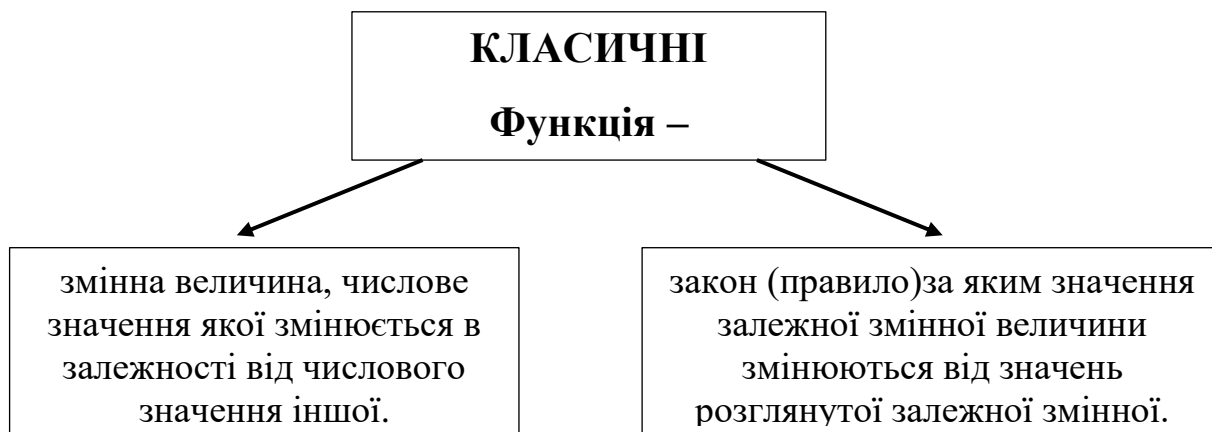 КЛАСИЧНІ
Функція –
змінна величина, числове
значення якої змінюється в
залежності від числового
значення іншої.
закон (правило)за яким значення
залежної змінної величини
змінюються від значень
розглянутої залежної змінної.